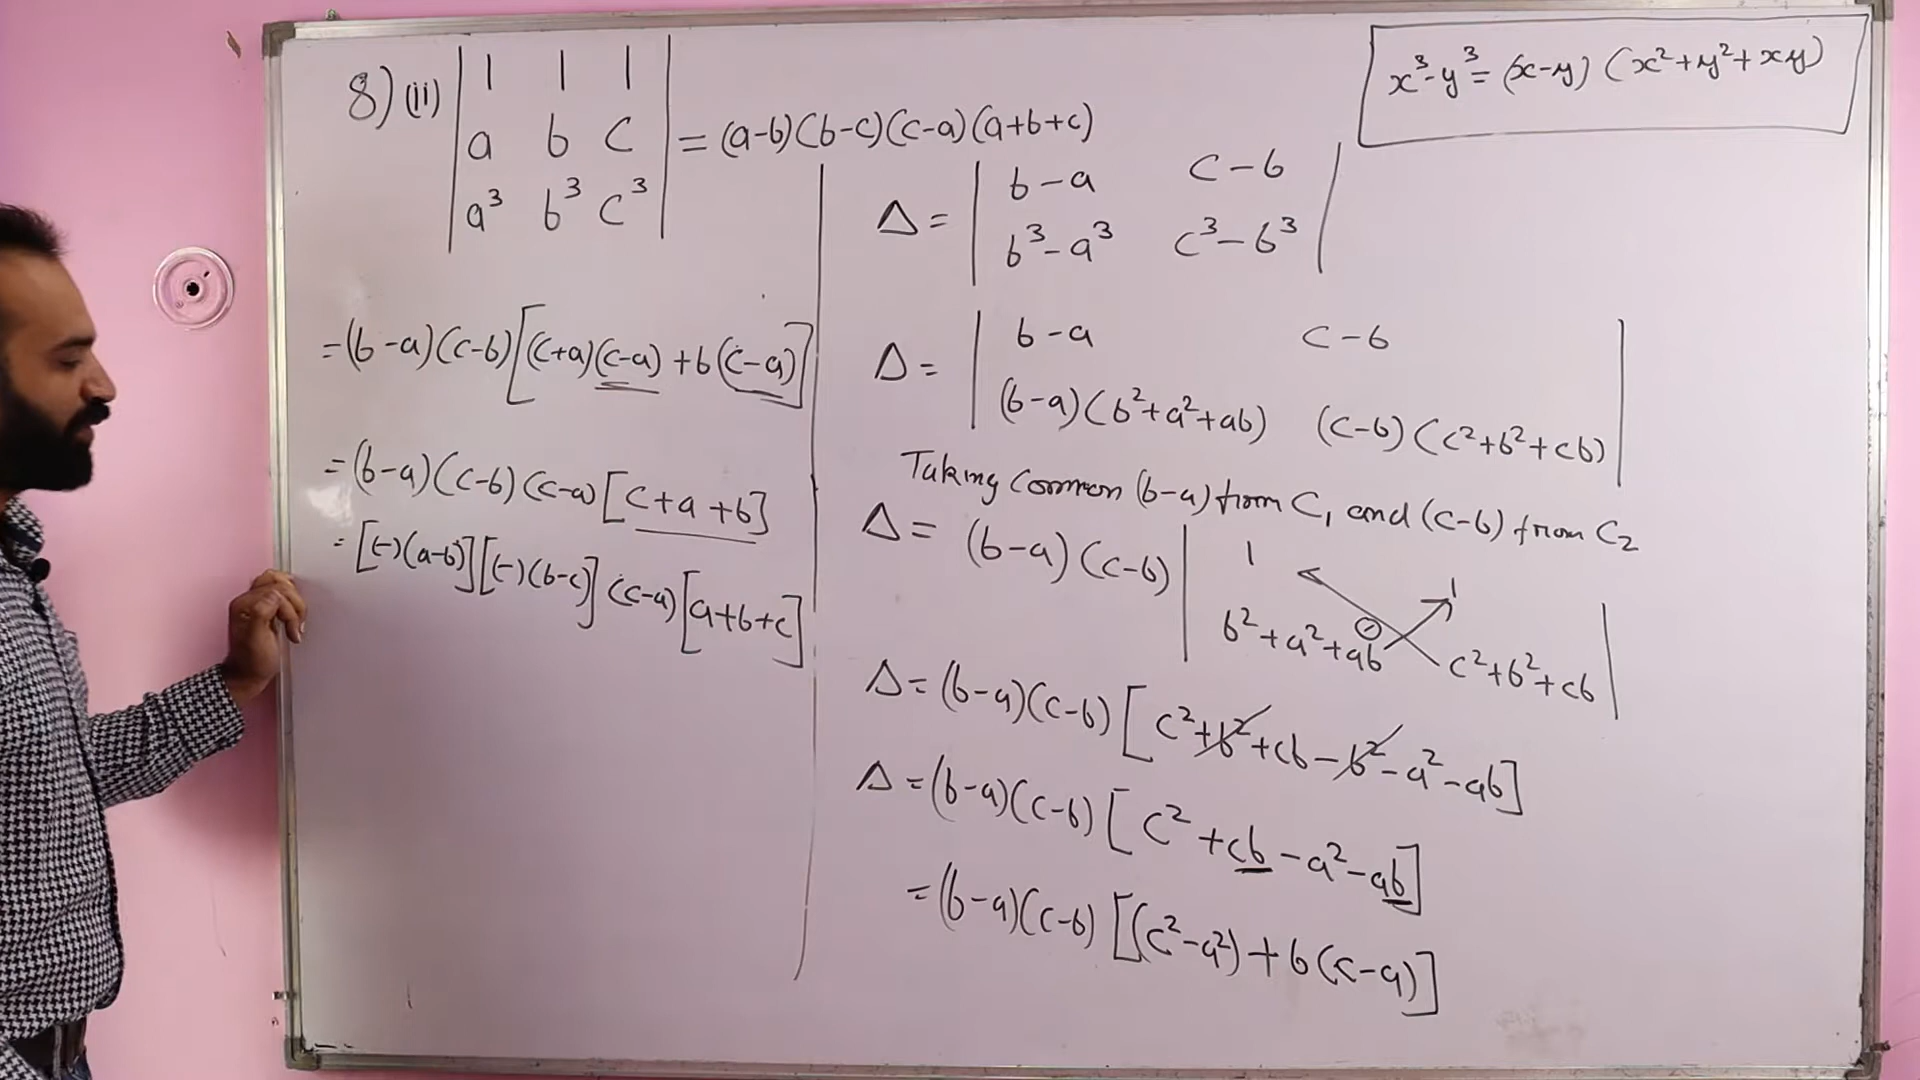 8)(ii) | 1 1 1 |
| a b c | = (a-b)(b-c)(c-a)(a+b+c)
| a³ b³ c³ |
= (b-a)(c-b)[(c+a)(c-a)+b(c-a)]
= (b-a)(c-b)(c-a)[c+a+b]
= [(-)(a-b)][(-)(b-c)](c-a)[a+b+c]
x³-y³=(x-y)(x²+y²+xy)
Δ = | b-a c-b |
| b³-a³ c³-b³ |
Δ = | b-a c-b |
| (b-a)(b²+a²+ab) (c-b)(c²+b²+cb) |
Taking Common (b-a) from C₁ and (c-b) from C₂
Δ = (b-a)(c-b) | 1 1 |
| b²+a²+ab c²+b²+cb |
Δ = (b-a)(c-b)[c²+b²+cb-b²-a²-ab]
Δ = (b-a)(c-b)[c²+cb-a²-ab]
= (b-a)(c-b)[(c²-a²)+b(c-a)]